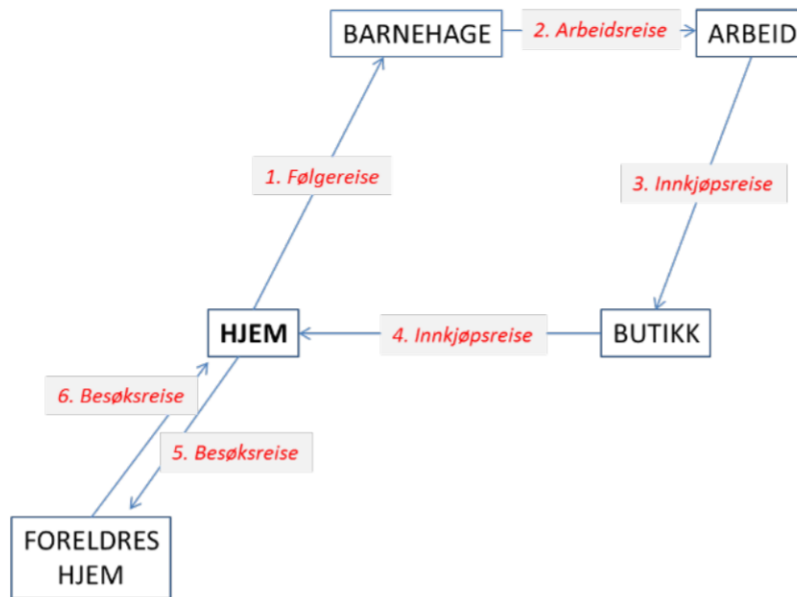 BARNEHAGE
2. Arbeidsreise
ARBEID
1. Følgereise
3. Innkjøpsreise
HJEM
4. Innkjøpsreise
BUTIKK
6. Besøksreise
5. Besøksreise
FORELDRES
HJEM